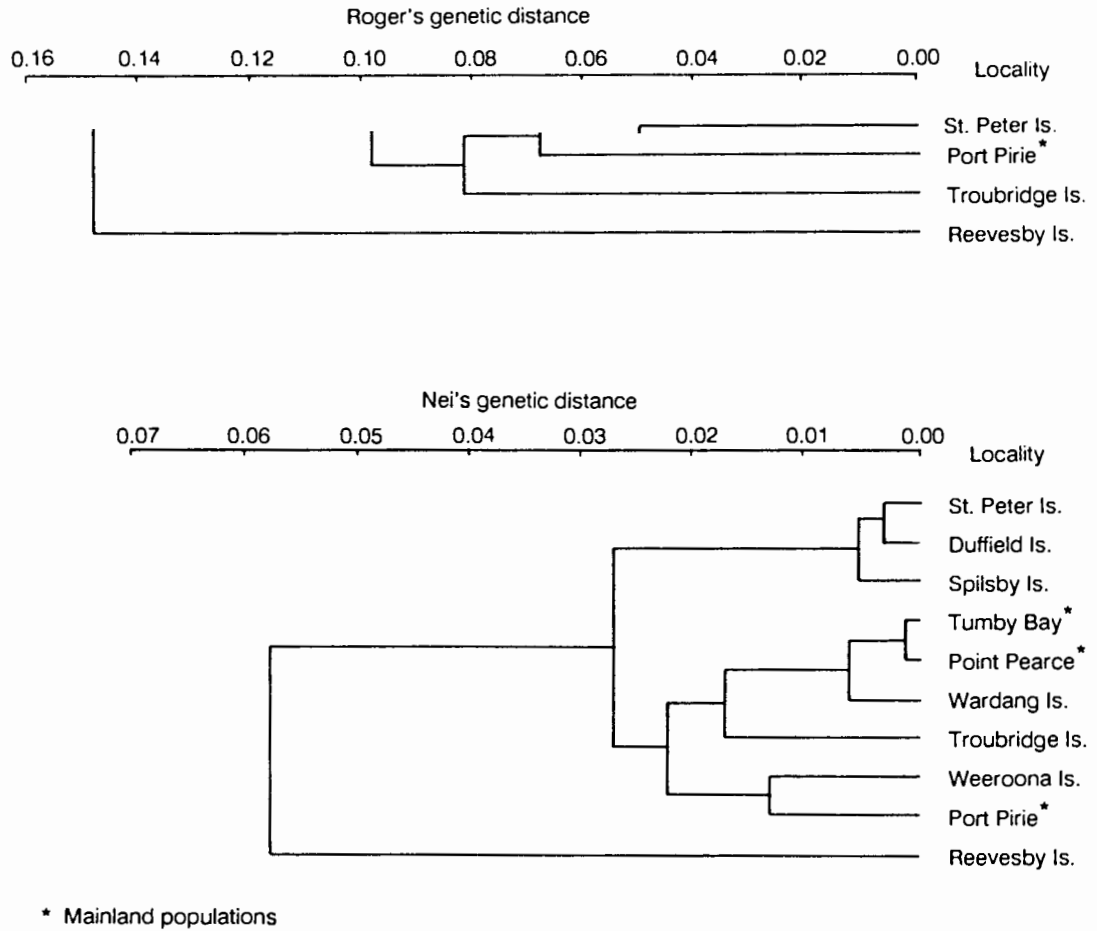 Roger's genetic distance
0.16 0.14 0.12 0.10 0.08 0.06 0.04 0.02 0.00
Locality
St. Peter Is.
Port Pirie*
Troubridge Is.
Reevesby Is.
Nei's genetic distance
0.07 0.06 0.05 0.04 0.03 0.02 0.01 0.00
Locality
St. Peter Is.
Duffield Is.
Spilsby Is.
Tumby Bay*
Point Pearce*
Wardang Is.
Troubridge Is.
Weeroona Is.
Port Pirie*
Reevesby Is.
* Mainland populations